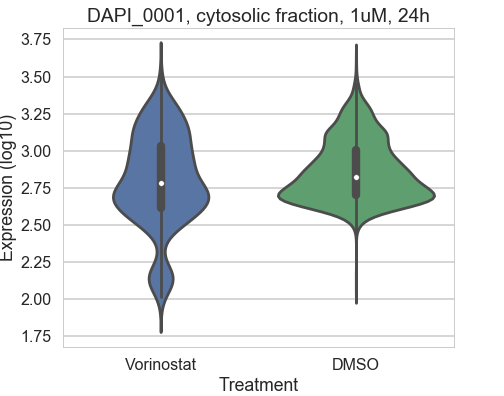 DAPI_0001, cytosolic fraction, 1uM, 24h
3.75
3.50
3.25
3.00
2.75
2.50
2.25
2.00
1.75
Expression (log10)
Vorinostat
DMSO
Treatment